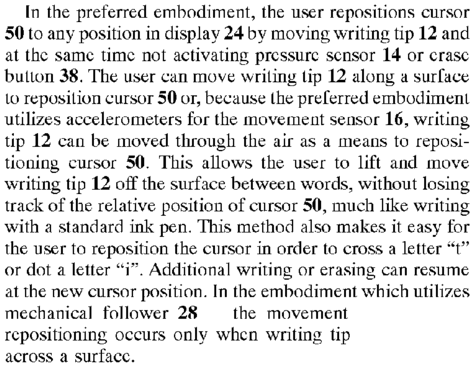 In the preferred embodiment, the user repositions cursor
50 to any position in display 24 by moving writing tip 12 and
at the same time not activating pressure sensor 14 or erase
button 38. The user can move writing tip 12 along a surface
to reposition cursor 50 or, because the preferred embodiment
utilizes accelerometers for the movement sensor 16, writing
tip 12 can be moved through the air as a means to reposi-
tioning cursor 50. This allows the user to lift and move
writing tip 12 off the surface between words, without losing
track of the relative position of cursor 50, much like writing
with a standard ink pen. This method also makes it easy for
the user to reposition the cursor in order to cross a letter “t”
or dot a letter “i”. Additional writing or erasing can resume
at the new cursor position. In the embodiment which utilizes
mechanical follower 28 the movement
repositioning occurs only when writing tip
across a surface.